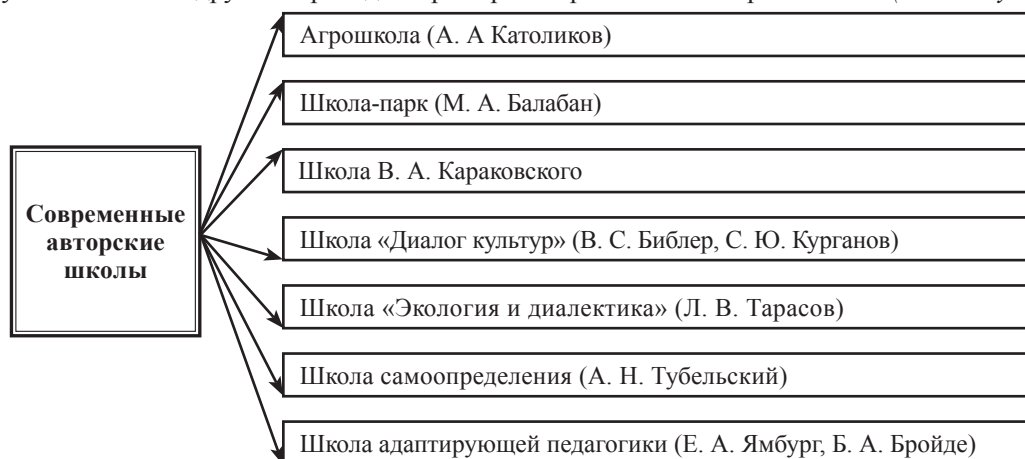 Агрошкола (А. А Католиков)
Школа-парк (М. А. Балабан)
Школа В. А. Караковского
Современные
авторские
школы
Школа «Диалог культур» (В. С. Библер, С. Ю. Курганов)
Школа «Экология и диалектика» (Л. В. Тарасов)
Школа самоопределения (А. Н. Тубельский)
Школа адаптирующей педагогики (Е. А. Ямбург, Б. А. Бройде)